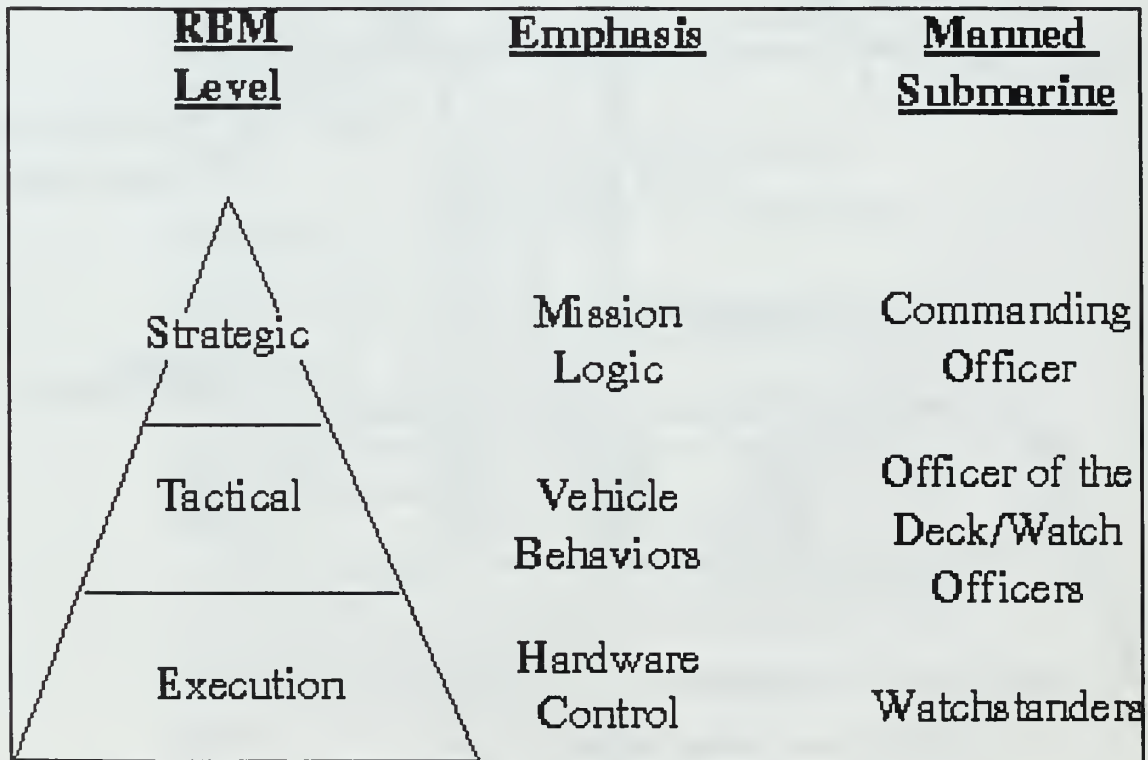 RBM
Level
Emphasis
Manned
Submarine
Strategic
Mission
Logic
Commanding
Officer
Tactical
Vehicle
Behaviors
Officer of the
Deck/Watch
Officers
Execution
Hardware
Control
Watchstanders